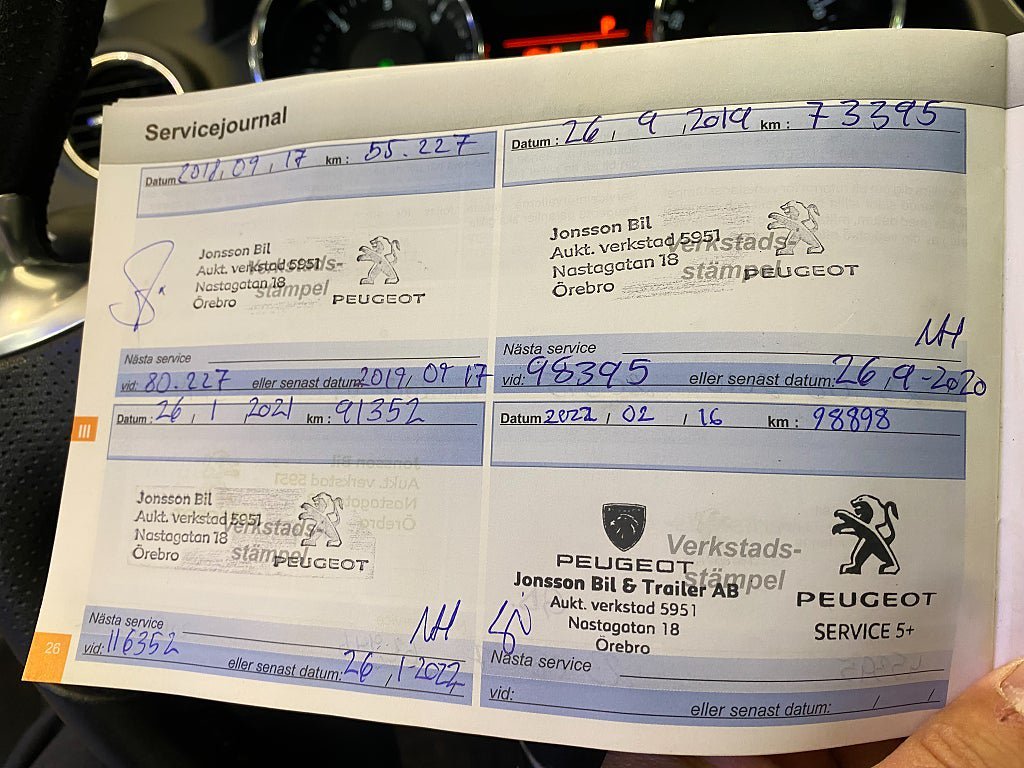 Servicejournal
Datum 2018, 09, 17 km: 55.227
Jonsson Bil
Aukt. verkstad 5951
Nastagatan 18
Örebro
Verkstads-
stämpel
PEUGEOT
Nästa service
vid: 80.227 eller senast datum: 2019, 09 17
Datum: 26, 9, 2019 km: 73395
Jonsson Bil
Aukt. verkstad 5951
Nastagatan 18
Örebro
Verkstads-
stämpel
PEUGEOT
NH
Nästa service
vid: 98395 eller senast datum: 26, 9-2020
III
Datum: 26, 1, 2021 km: 91352
Jonsson Bil
Aukt. verkstad 5951
Nastagatan 18
Örebro
Verkstads-
stämpel
PEUGEOT
NH
Nästa service
vid: 116352 eller senast datum: 26, 1-2022
Datum 2022 / 02 / 16 km: 98898
PEUGEOT
Jonsson Bil & Trailer AB
Aukt. verkstad 5951
Nastagatan 18
Örebro
Verkstads-
stämpel
PEUGEOT
SERVICE 5+
Nästa service
vid: eller senast datum: / /
26